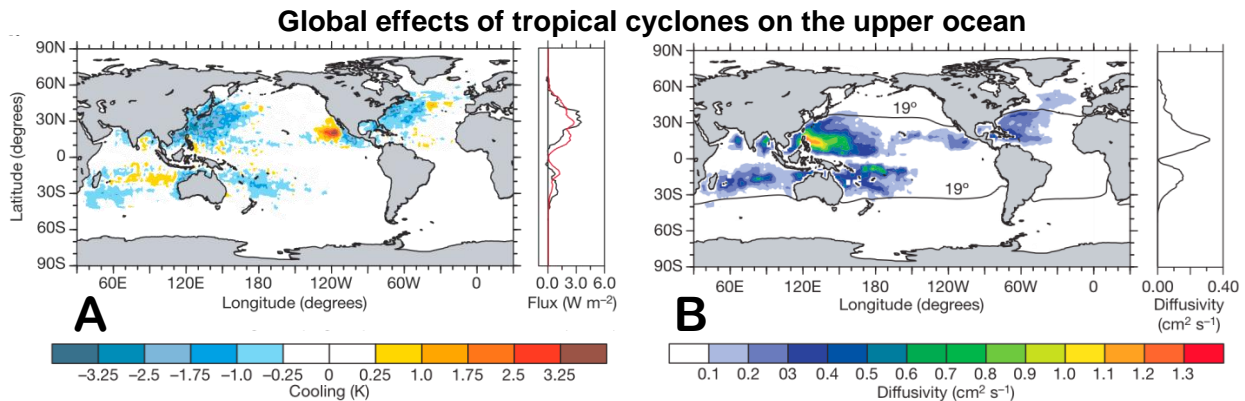 Global effects of tropical cyclones on the upper ocean
90N
60N
30N
0
30S
60S
90S
Latitude (degrees)
60E 120E 180 120W 60W 0
Longitude (degrees)
0 3.0 6.0
Flux (W m⁻²)
A
−3.25 −2.5 −1.75 −1.0 −0.25 0 0.25 1.0 1.75 2.5 3.25
Cooling (K)
90N
60N
30N
0
30S
60S
90S
19º
19º
60E 120E 180 120W 60W 0
Longitude (degrees)
0.00 0.40
Diffusivity
(cm² s⁻¹)
B
0.1 0.2 03 0.4 0.5 0.6 0.7 0.8 0.9 1.0 1.1 1.2 1.3
Diffusivity (cm² s⁻¹)